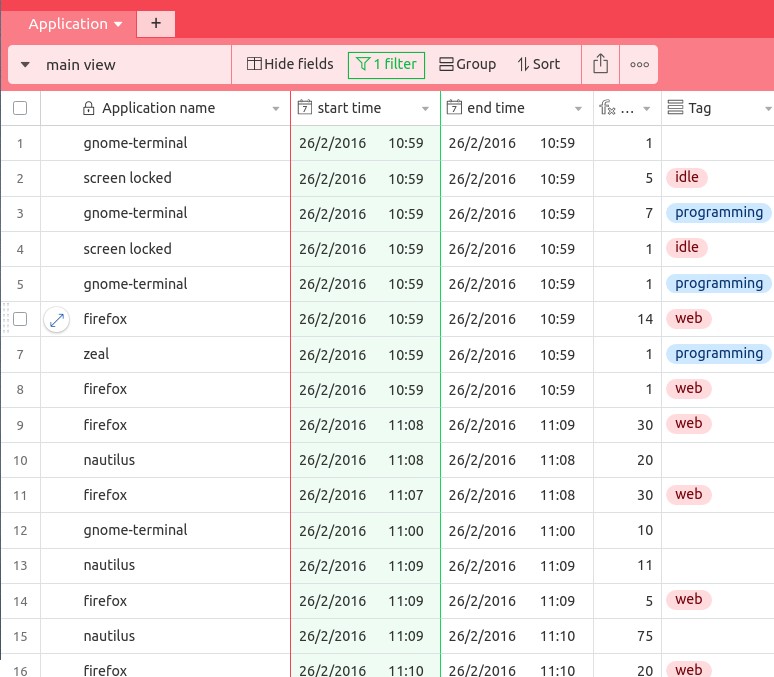 Application +
main view Hide fields 1 filter Group Sort
Application name start time end time fx ... Tag
1 gnome-terminal 26/2/2016 10:59 26/2/2016 10:59 1
2 screen locked 26/2/2016 10:59 26/2/2016 10:59 5 idle
3 gnome-terminal 26/2/2016 10:59 26/2/2016 10:59 7 programming
4 screen locked 26/2/2016 10:59 26/2/2016 10:59 1 idle
5 gnome-terminal 26/2/2016 10:59 26/2/2016 10:59 1 programming
firefox 26/2/2016 10:59 26/2/2016 10:59 14 web
7 zeal 26/2/2016 10:59 26/2/2016 10:59 1 programming
8 firefox 26/2/2016 10:59 26/2/2016 10:59 1 web
9 firefox 26/2/2016 11:08 26/2/2016 11:09 30 web
10 nautilus 26/2/2016 11:08 26/2/2016 11:08 20
11 firefox 26/2/2016 11:07 26/2/2016 11:08 30 web
12 gnome-terminal 26/2/2016 11:00 26/2/2016 11:00 10
13 nautilus 26/2/2016 11:09 26/2/2016 11:09 11
14 firefox 26/2/2016 11:09 26/2/2016 11:09 5 web
15 nautilus 26/2/2016 11:09 26/2/2016 11:10 75
16 firefox 26/2/2016 11:10 26/2/2016 11:10 20 web